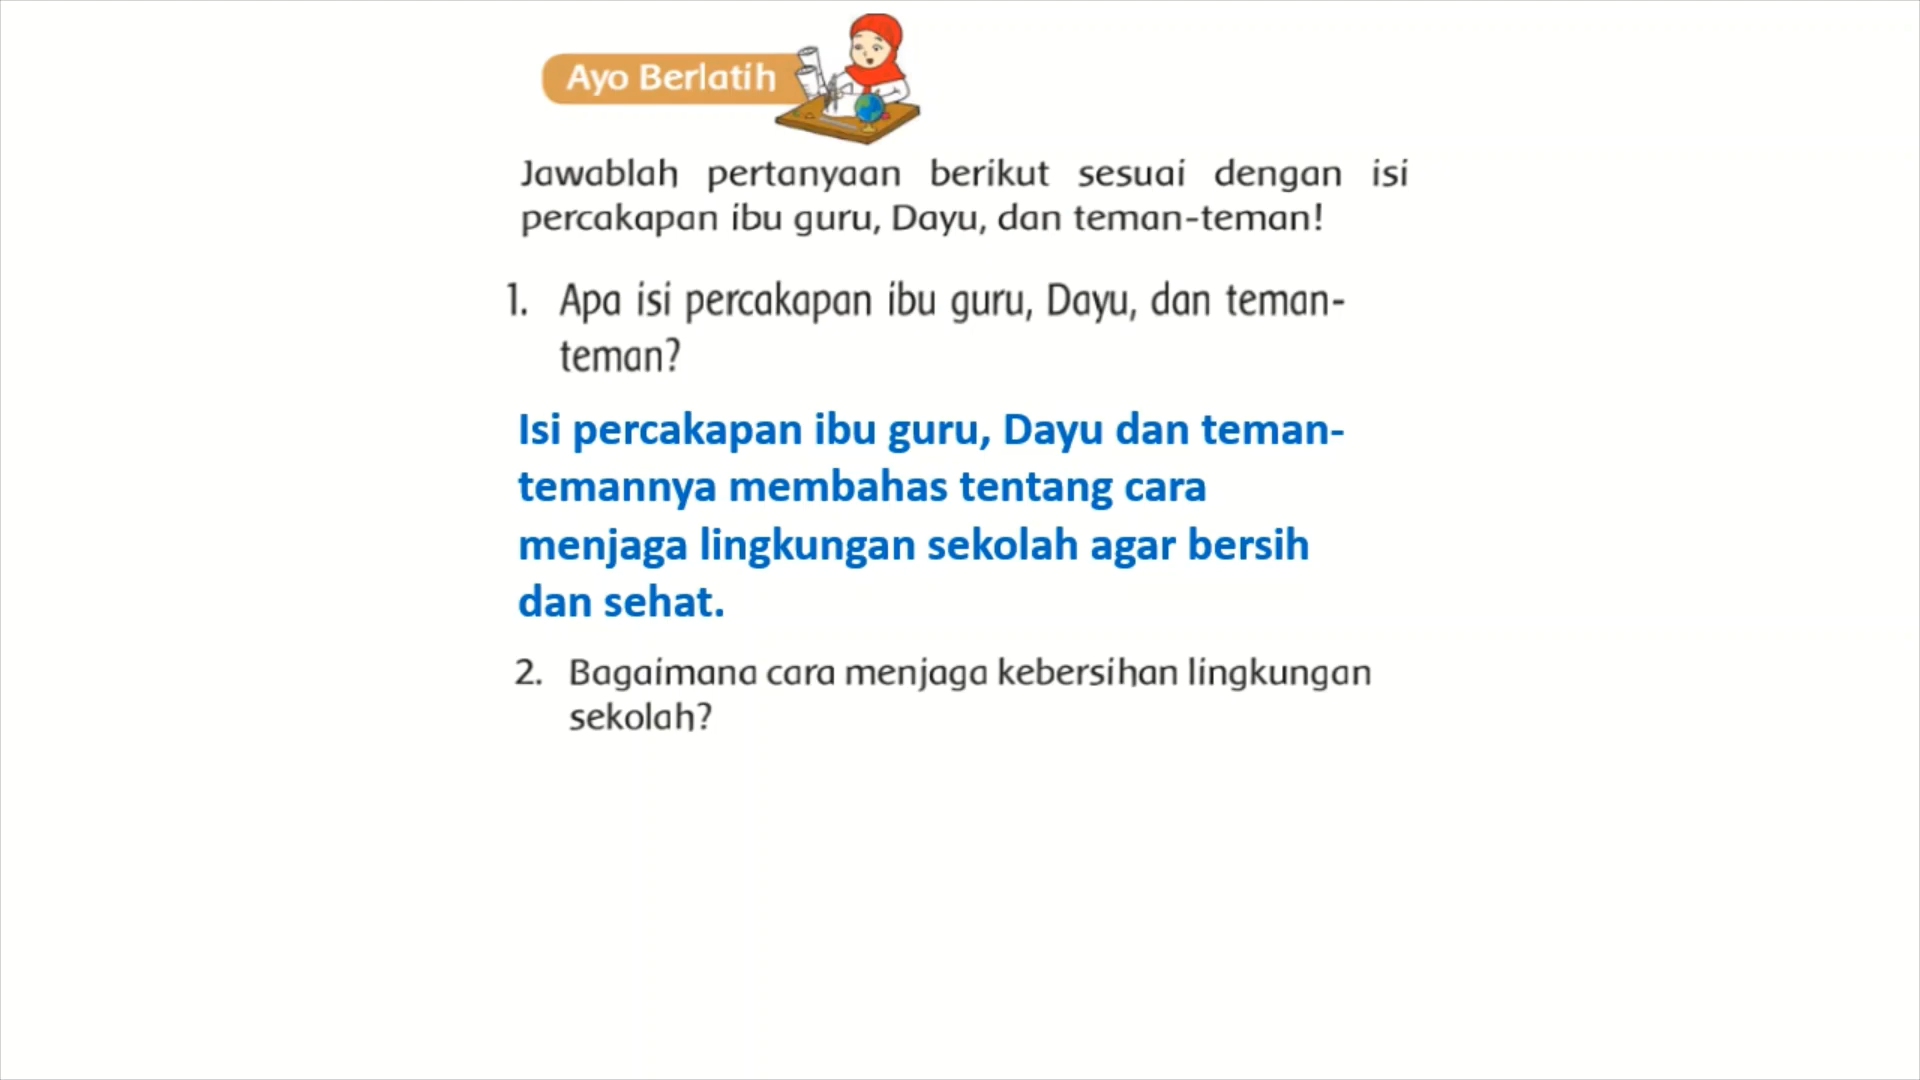 Ayo Berlatih
Jawablah pertanyaan berikut sesuai dengan isi
percakapan ibu guru, Dayu, dan teman-teman!
1. Apa isi percakapan ibu guru, Dayu, dan teman-
teman?
Isi percakapan ibu guru, Dayu dan teman-
temannya membahas tentang cara
menjaga lingkungan sekolah agar bersih
dan sehat.
2. Bagaimana cara menjaga kebersihan lingkungan
sekolah?